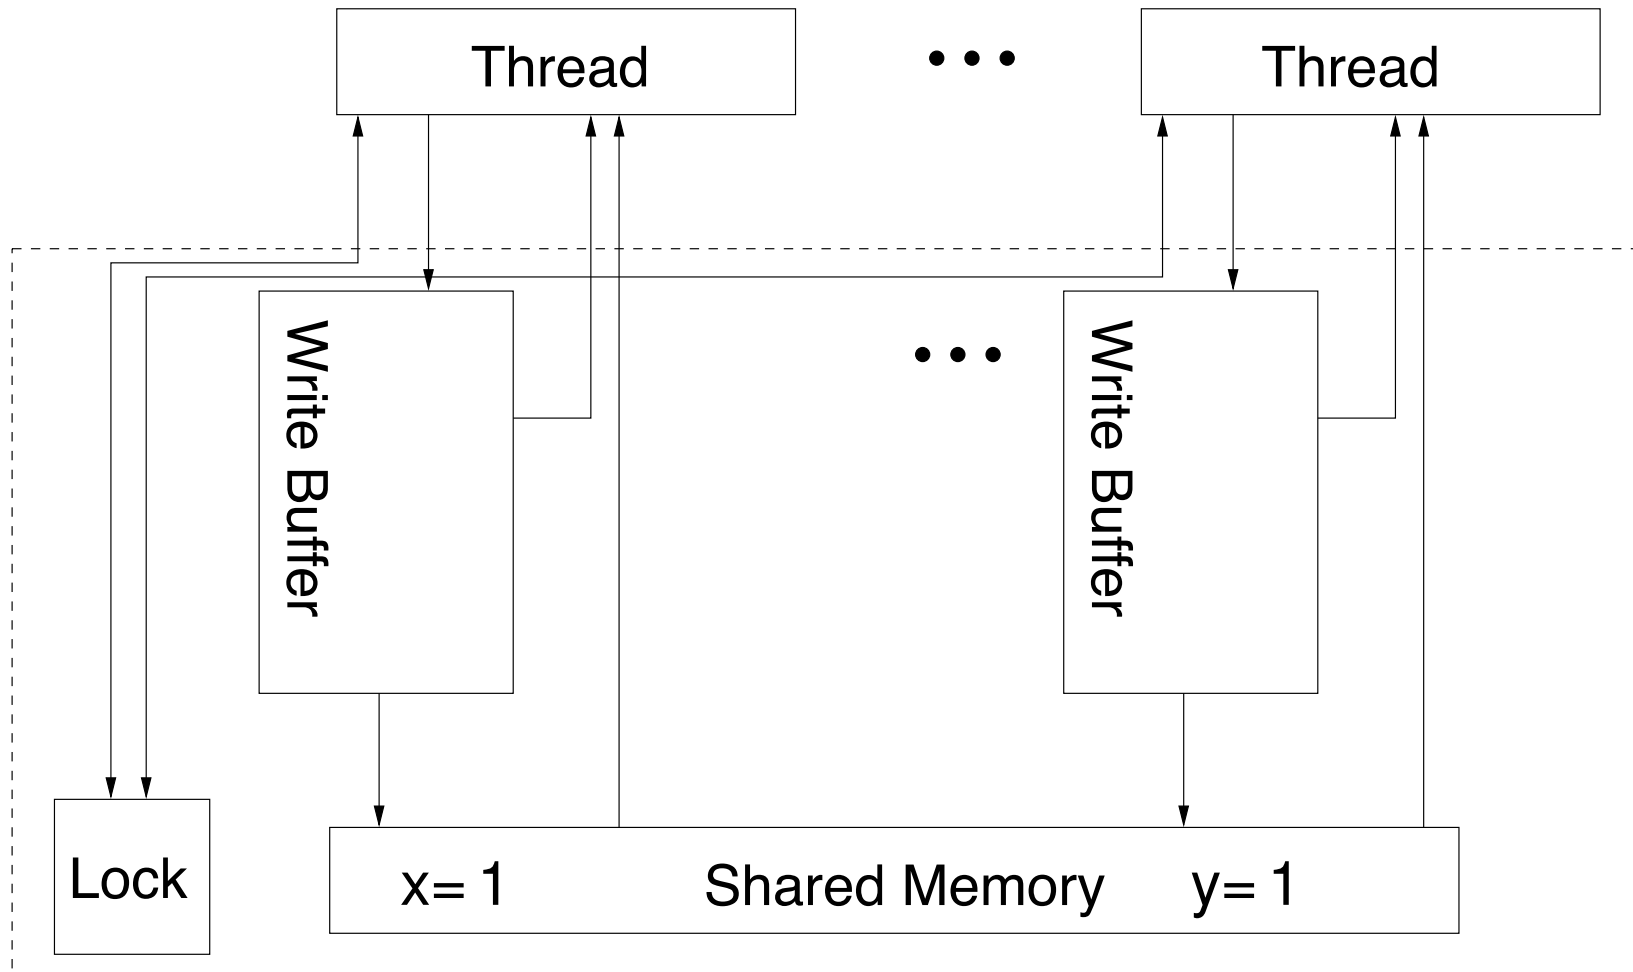 Thread
Thread
Write Buffer
Write Buffer
Lock
x= 1
Shared Memory
y= 1